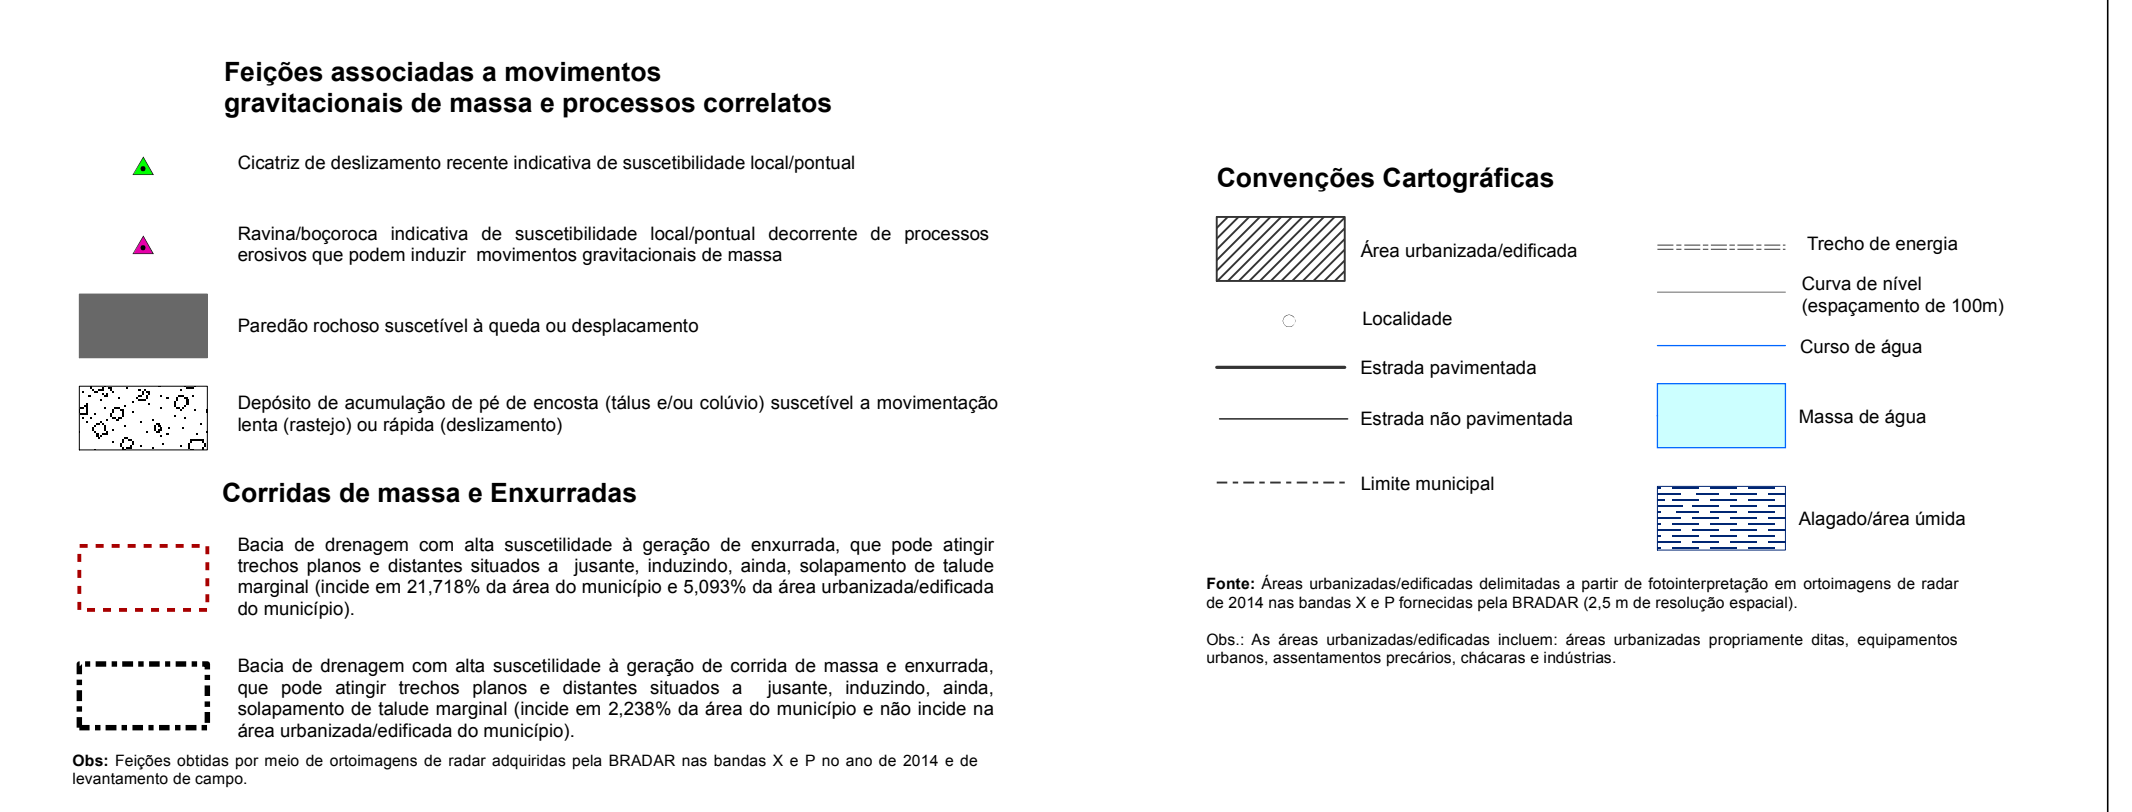 Feições associadas a movimentos
gravitacionais de massa e processos correlatos
Cicatriz de deslizamento recente indicativa de suscetibilidade local/pontual
Ravina/boçoroca indicativa de suscetibilidade local/pontual decorrente de processos
erosivos que podem induzir movimentos gravitacionais de massa
Paredão rochoso suscetível à queda ou desplacamento
Depósito de acumulação de pé de encosta (tálus e/ou colúvio) suscetível a movimentação
lenta (rastejo) ou rápida (deslizamento)
Corridas de massa e Enxurradas
Bacia de drenagem com alta suscetilidade à geração de enxurrada, que pode atingir
trechos planos e distantes situados a jusante, induzindo, ainda, solapamento de talude
marginal (incide em 21,718% da área do município e 5,093% da área urbanizada/edificada
do município).
Bacia de drenagem com alta suscetilidade à geração de corrida de massa e enxurrada,
que pode atingir trechos planos e distantes situados a jusante, induzindo, ainda,
solapamento de talude marginal (incide em 2,238% da área do município e não incide na
área urbanizada/edificada do município).
Obs: Feições obtidas por meio de ortoimagens de radar adquiridas pela BRADAR nas bandas X e P no ano de 2014 e de
levantamento de campo.
Convenções Cartográficas
Área urbanizada/edificada
Localidade
Estrada pavimentada
Estrada não pavimentada
Limite municipal
Trecho de energia
Curva de nível
(espaçamento de 100m)
Curso de água
Massa de água
Alagado/área úmida
Fonte: Áreas urbanizadas/edificadas delimitadas a partir de fotointerpretação em ortoimagens de radar
de 2014 nas bandas X e P fornecidas pela BRADAR (2,5 m de resolução espacial).
Obs.: As áreas urbanizadas/edificadas incluem: áreas urbanizadas propriamente ditas, equipamentos
urbanos, assentamentos precários, chácaras e indústrias.